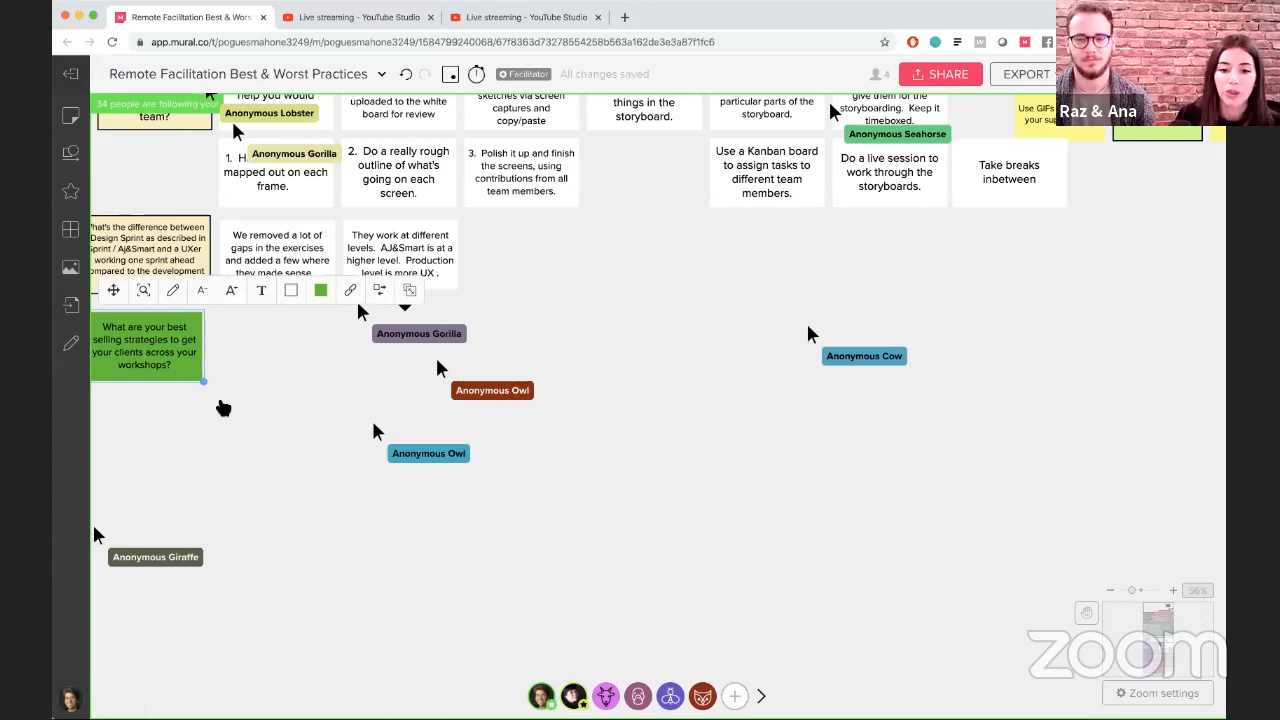 Remote Facilitation Best & Worst Practices
Live streaming - YouTube Studio
Live streaming - YouTube Studio
app.mural.co/t/poguesmahone3249/m/poguesmahone3249/1584799240068/67f8363d73278554258b563a162de3e3a87f1fc6
Remote Facilitation Best & Worst Practices
Facilitator
All changes saved
4
SHARE
EXPORT
Raz & Ana
34 people are following you!
help you would
team?
Anonymous Lobster
uploaded to the white
board for review
sketches via screen
captures and
copy/paste
things in the
storyboard.
particular parts of the
storyboard.
give them for the
storyboarding. Keep it
timeboxed.
Anonymous Seahorse
Use GIFs
your sup
Anonymous Gorilla
1. H
mapped out on each
frame.
2. Do a really rough
outline of what's
going on each
screen.
3. Polish it up and finish
the screens, using
contributions from all
team members.
Use a Kanban board
to assign tasks to
different team
members.
Do a live session to
work through the
storyboards.
Take breaks
inbetween
What's the difference between
Design Sprint as described in
Sprint / Aj&Smart and a UXer
working one sprint ahead
compared to the development
We removed a lot of
gaps in the exercises
and added a few where
they made sense.
They work at different
levels. AJ&Smart is at a
higher level. Production
level is more UX .
What are your best
selling strategies to get
your clients across your
workshops?
Anonymous Gorilla
Anonymous Owl
Anonymous Cow
Anonymous Owl
Anonymous Giraffe
56%
zoom
Zoom settings